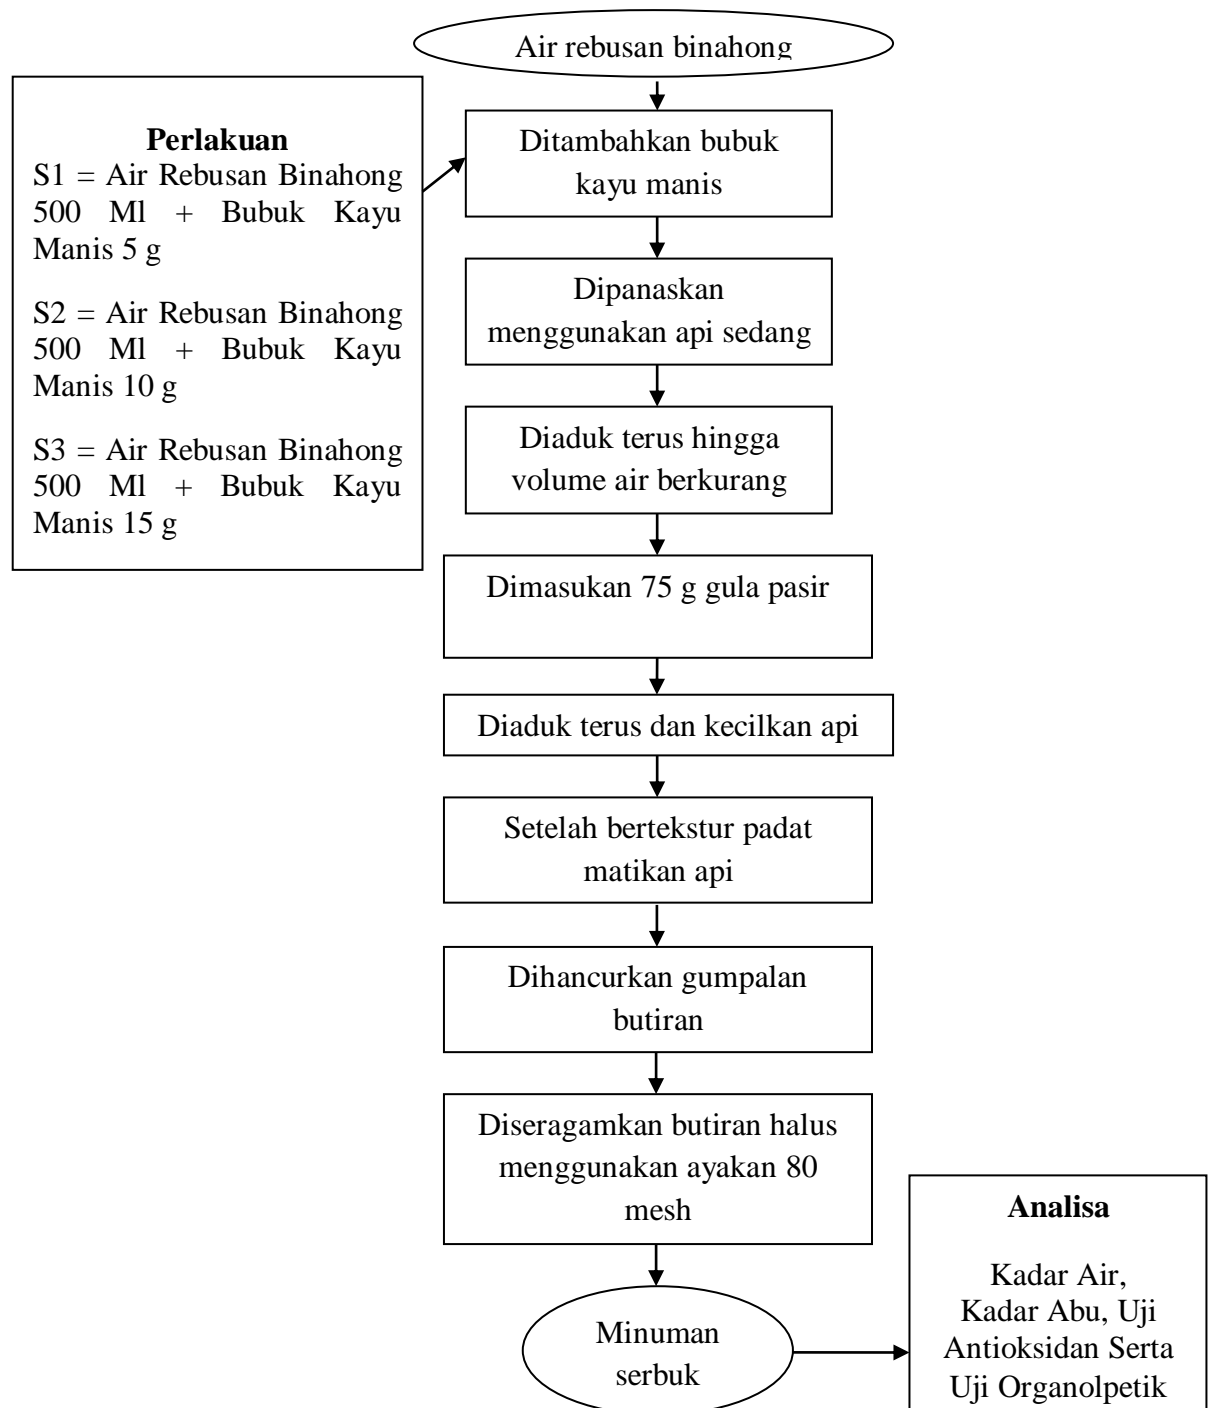 Air rebusan binahong
Perlakuan
S1 = Air Rebusan Binahong
500 Ml + Bubuk Kayu
Manis 5 g
S2 = Air Rebusan Binahong
500 Ml + Bubuk Kayu
Manis 10 g
S3 = Air Rebusan Binahong
500 Ml + Bubuk Kayu
Manis 15 g
Ditambahkan bubuk
kayu manis
Dipanaskan
menggunakan api sedang
Diaduk terus hingga
volume air berkurang
Dimasukan 75 g gula pasir
Diaduk terus dan kecilkan api
Setelah bertekstur padat
matikan api
Dihancurkan gumpalan
butiran
Diseragamkan butiran halus
menggunakan ayakan 80
mesh
Minuman
serbuk
Analisa
Kadar Air,
Kadar Abu, Uji
Antioksidan Serta
Uji Organolpetik